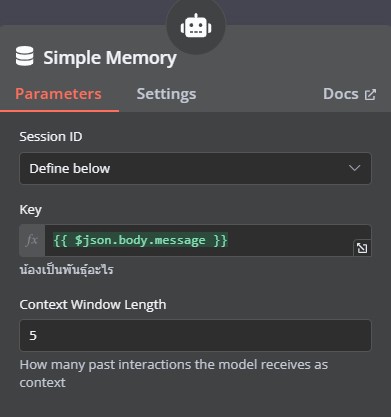 Simple Memory
Parameters Settings Docs
Session ID
Define below
Key
fx {{ $json.body.message }}
น้องเป็นพันธุ์อะไร
Context Window Length
5
How many past interactions the model receives as
context